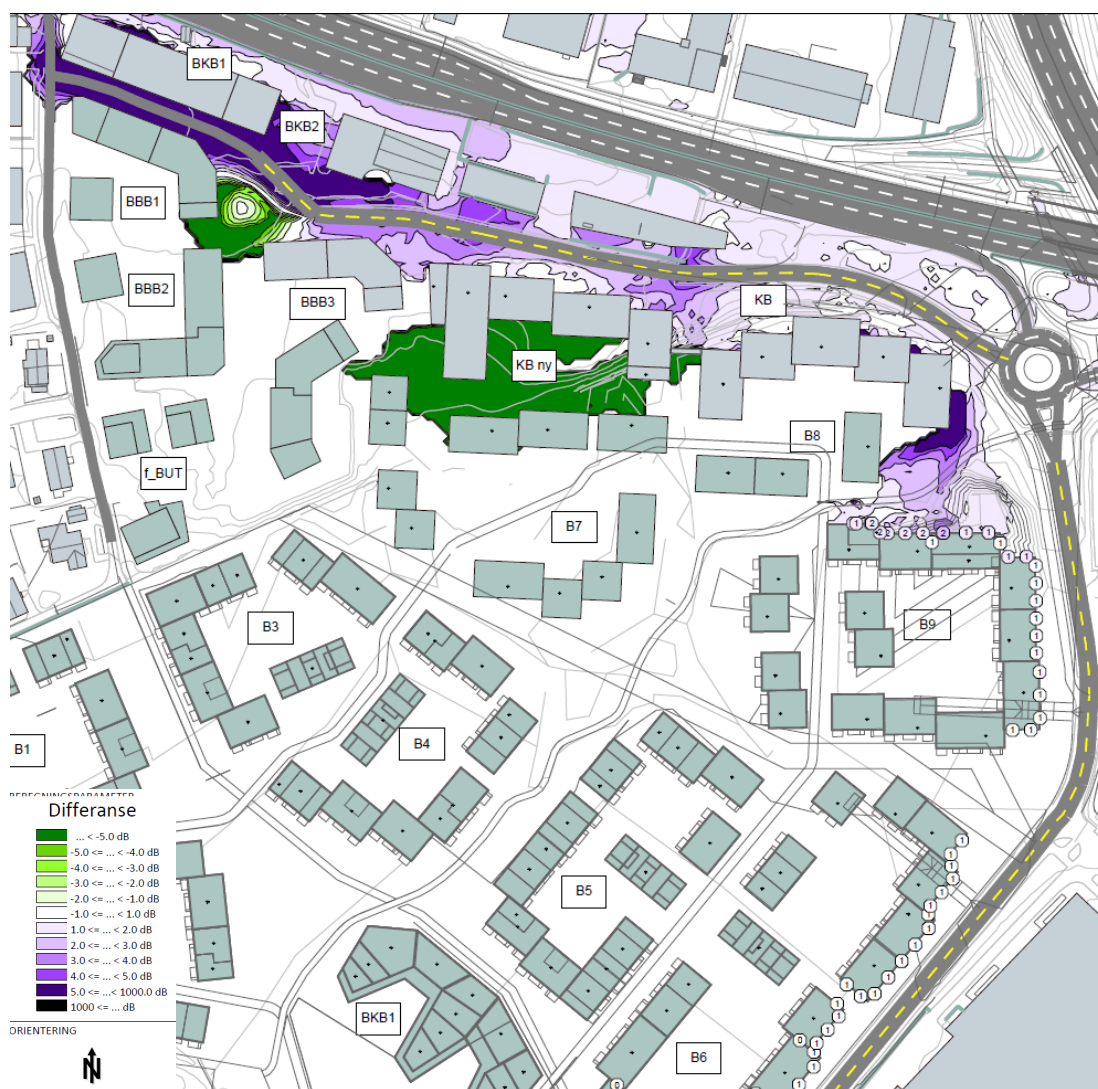 BKB1
BKB2
BBB1
BBB2
BBB3
KB
KB ny
B8
f_BUT
B7
B3
B9
B4
B1
B5
BKB1
B6
BEREGNINGSPARAMETER
Differanse
... < -5.0 dB
-5.0 <= ... < -4.0 dB
-4.0 <= ... < -3.0 dB
-3.0 <= ... < -2.0 dB
-2.0 <= ... < -1.0 dB
-1.0 <= ... < 1.0 dB
1.0 <= ... < 2.0 dB
2.0 <= ... < 3.0 dB
3.0 <= ... < 4.0 dB
4.0 <= ... < 5.0 dB
5.0 <= ...< 1000.0 dB
1000 <= ... dB
ORIENTERING
N